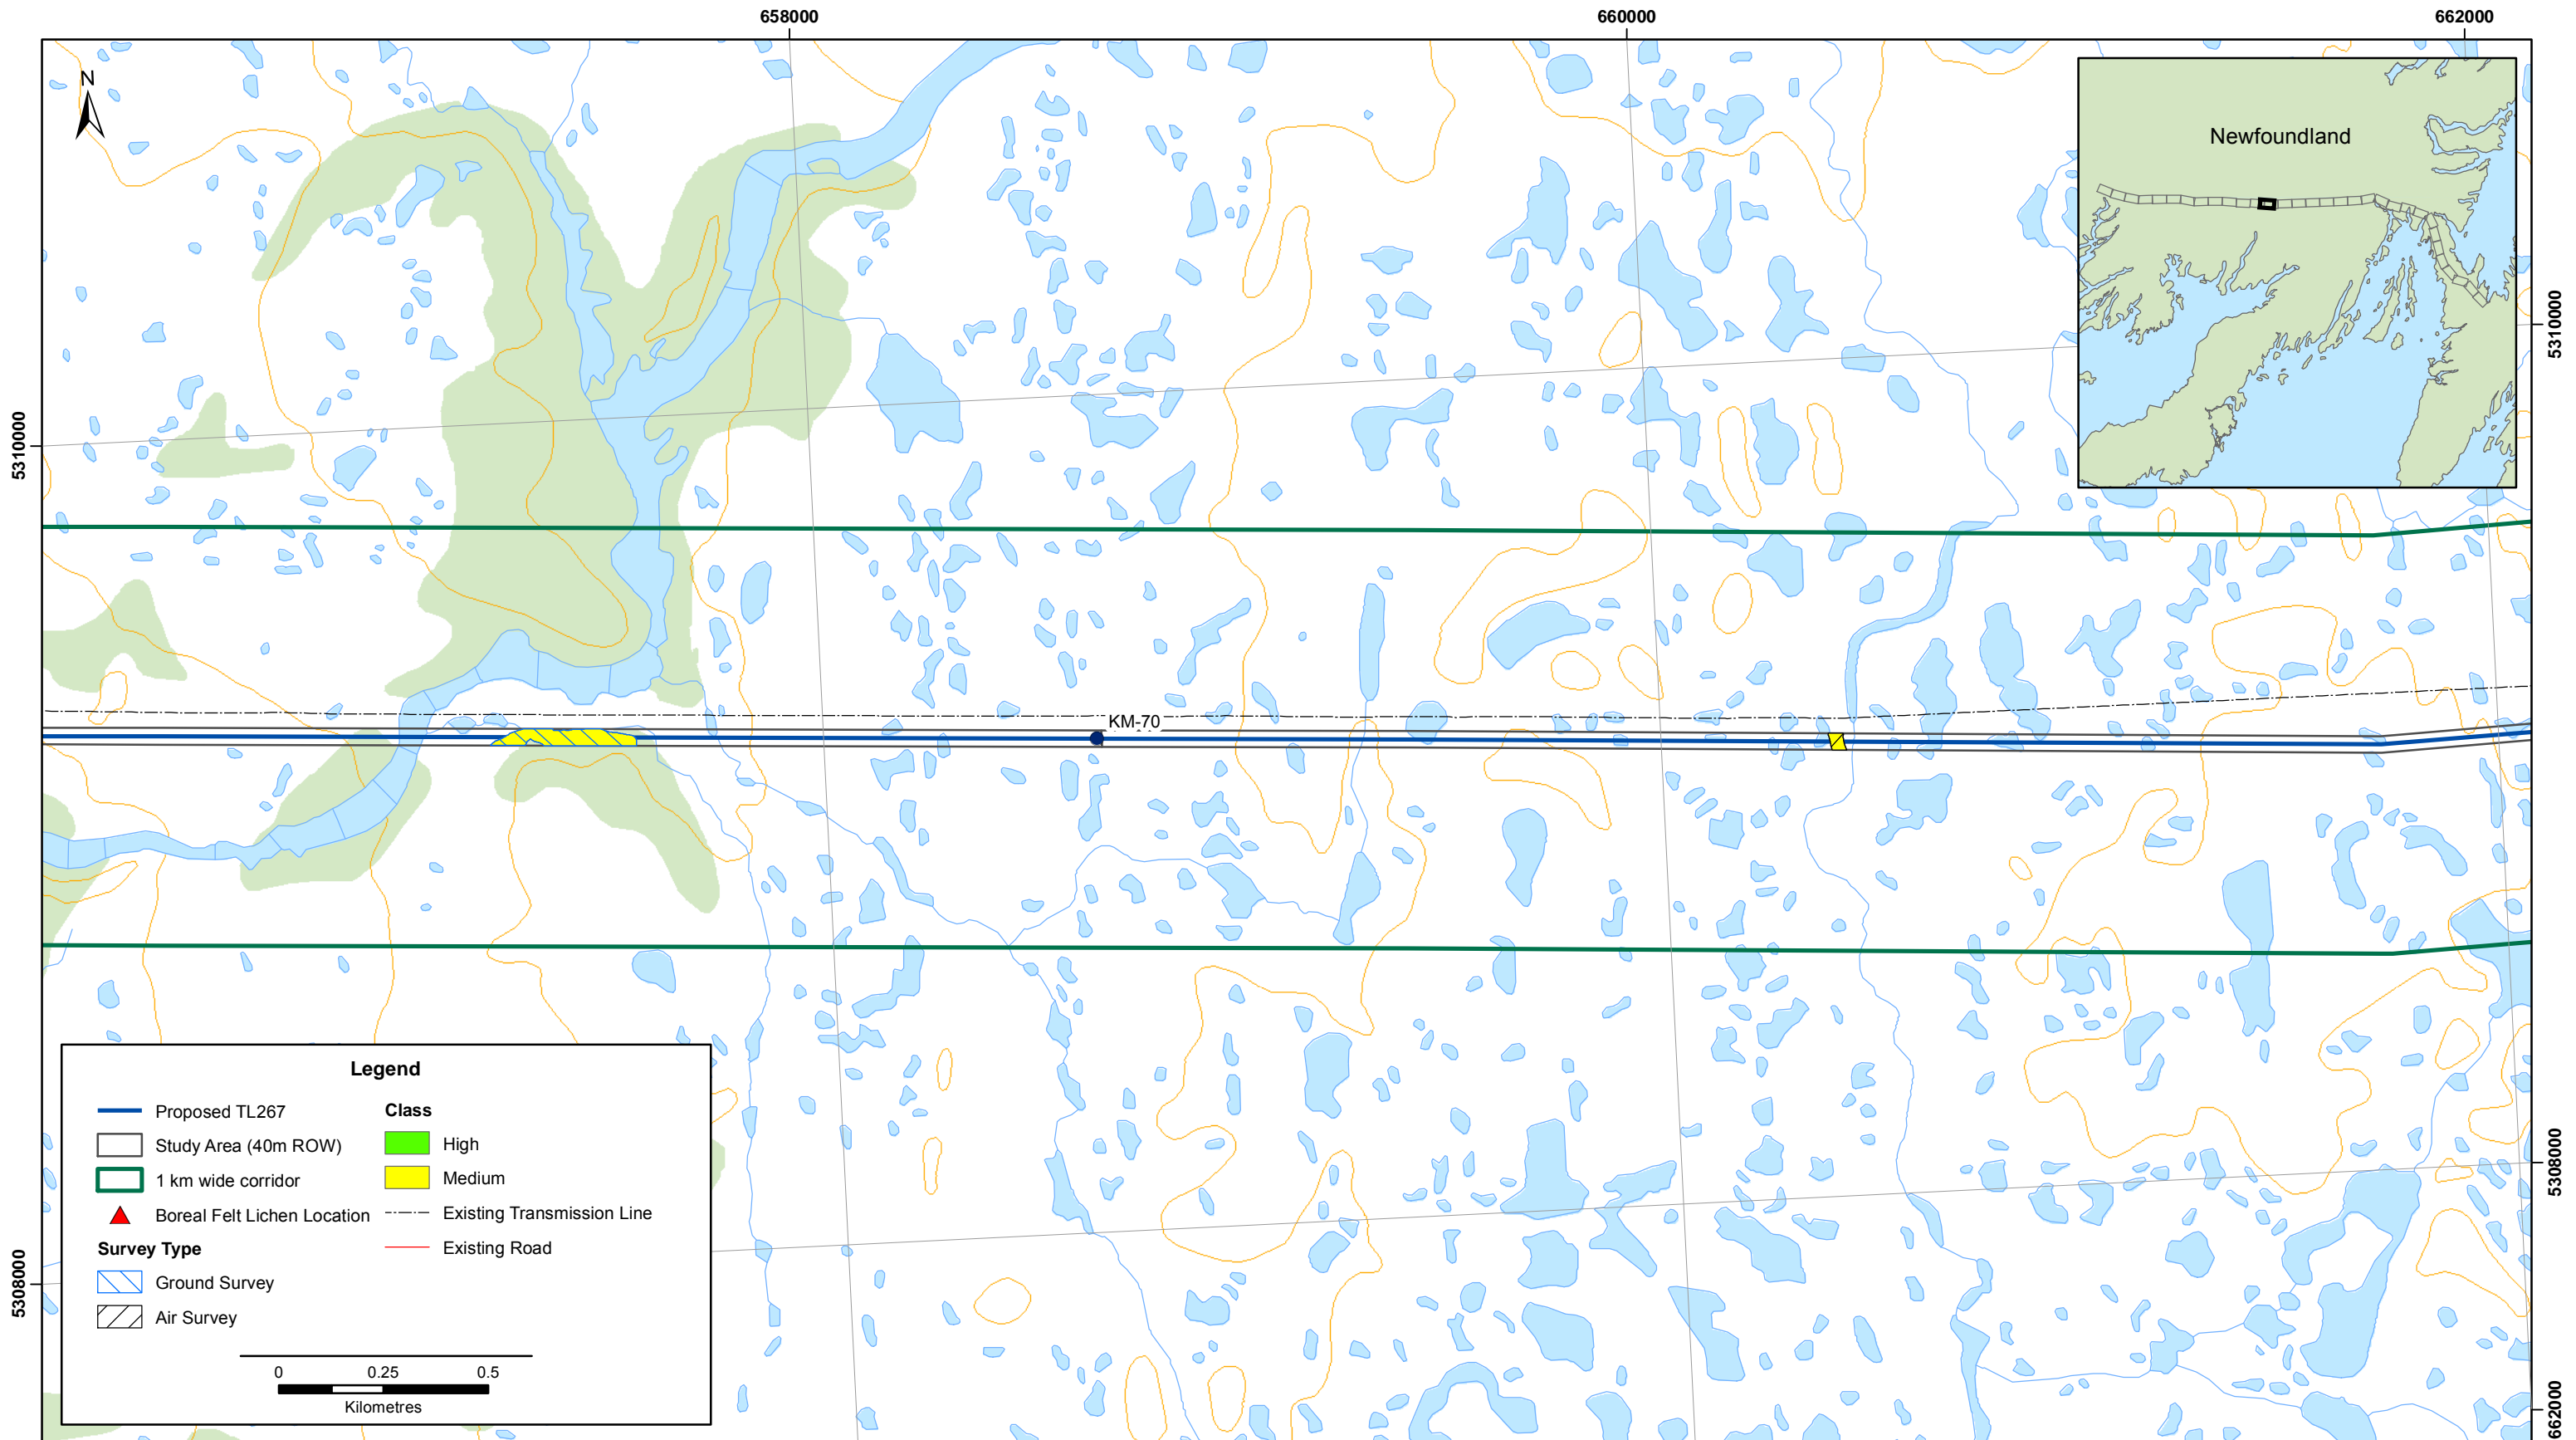 658000
660000
662000
N
Newfoundland
5310000
5310000
KM-70
5308000
5308000
662000
Legend
Proposed TL267
Study Area (40m ROW)
1 km wide corridor
Boreal Felt Lichen Location
Survey Type
Ground Survey
Air Survey
Class
High
Medium
Existing Transmission Line
Existing Road
0 0.25 0.5
Kilometres